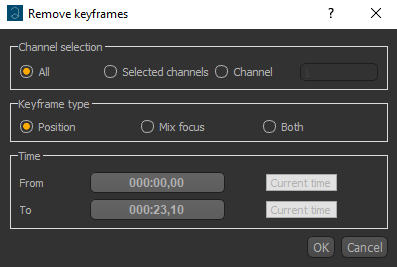 Remove keyframes ? ×
Channel selection
All Selected channels Channel 1
Keyframe type
Position Mix focus Both
Time
From 000:00,00 Current time
To 000:23,10 Current time
OK Cancel